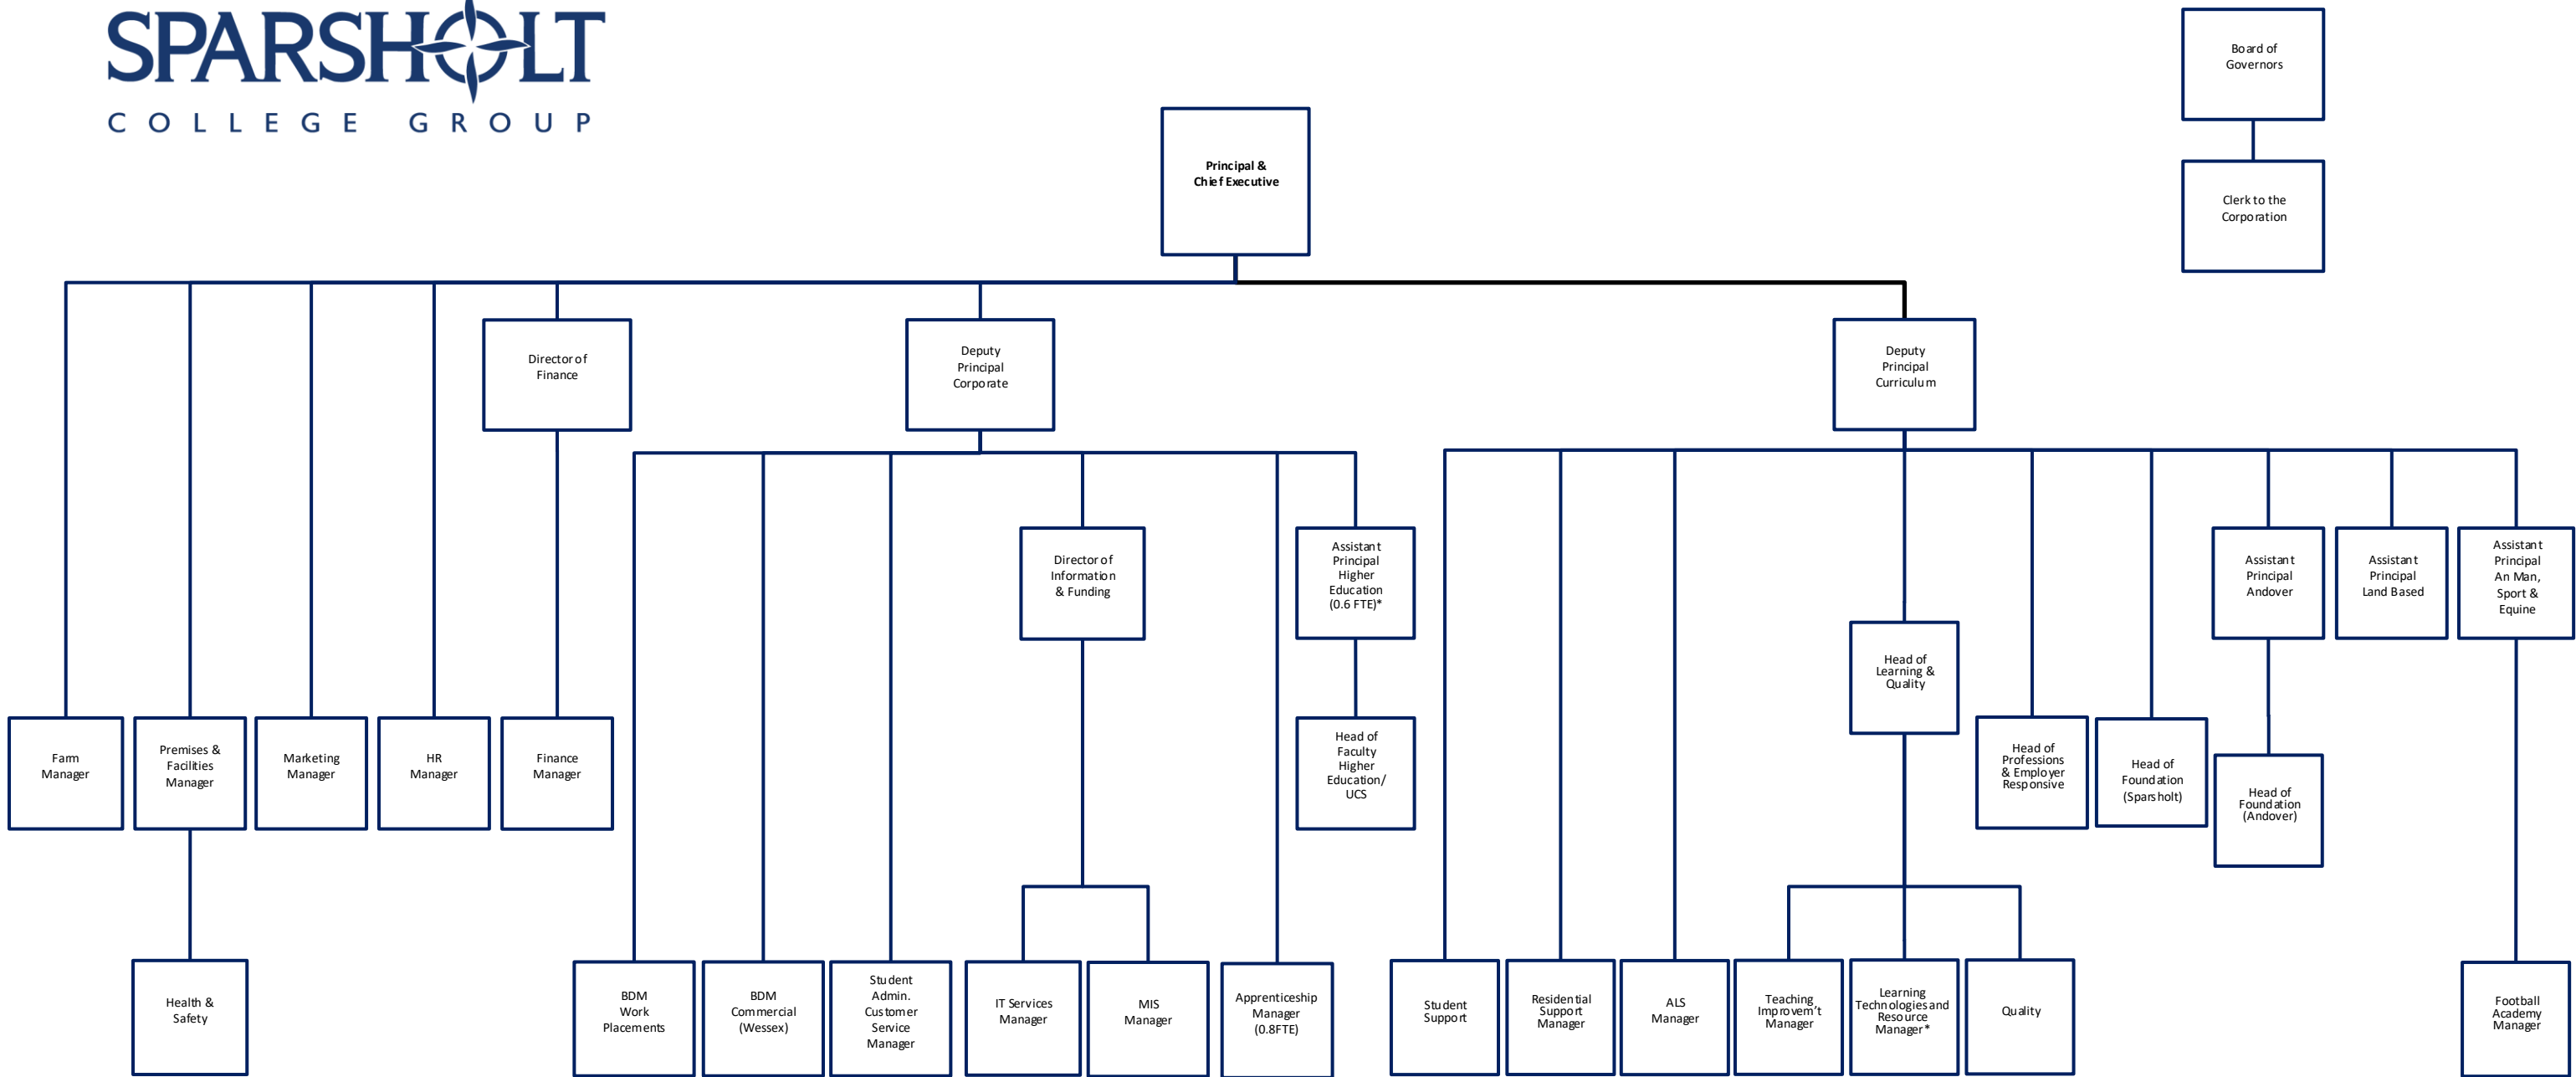 SPARSHOLT
COLLEGE GROUP
Board of
Governors
Clerk to the
Corporation
Principal &
Chief Executive
Director of
Finance
Deputy
Principal
Corporate
Deputy
Principal
Curriculum
Director of
Information
& Funding
Assistant
Principal
Higher
Education
(0.6 FTE)*
Assistant
Principal
Andover
Assistant
Principal
Land Based
Assistant
Principal
An Man,
Sport &
Equine
Head of
Learning &
Quality
Farm
Manager
Premises &
Facilities
Manager
Marketing
Manager
HR
Manager
Finance
Manager
Head of
Faculty
Higher
Education/
UCS
Head of
Professions
& Employer
Responsive
Head of
Foundation
(Sparsholt)
Head of
Foundation
(Andover)
Health &
Safety
BDM
Work
Placements
BDM
Commercial
(Wessex)
Student
Admin.
Customer
Service
Manager
IT Services
Manager
MIS
Manager
Apprenticeship
Manager
(0.8FTE)
Student
Support
Residential
Support
Manager
ALS
Manager
Teaching
Improvem't
Manager
Learning
Technologies and
Resource
Manager*
Quality
Football
Academy
Manager